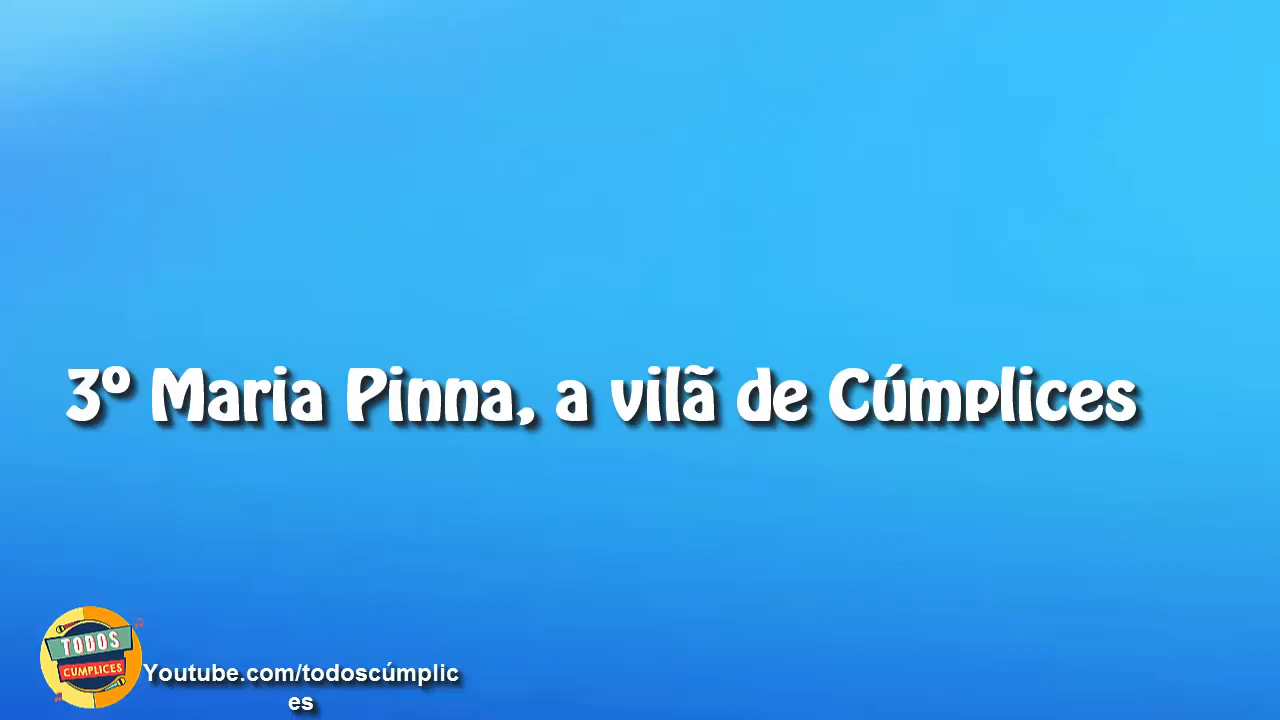 3º Maria Pinna, a vilã de Cúmplices
TODOS
CÚMPLICES
Youtube.com/todoscúmplic
es